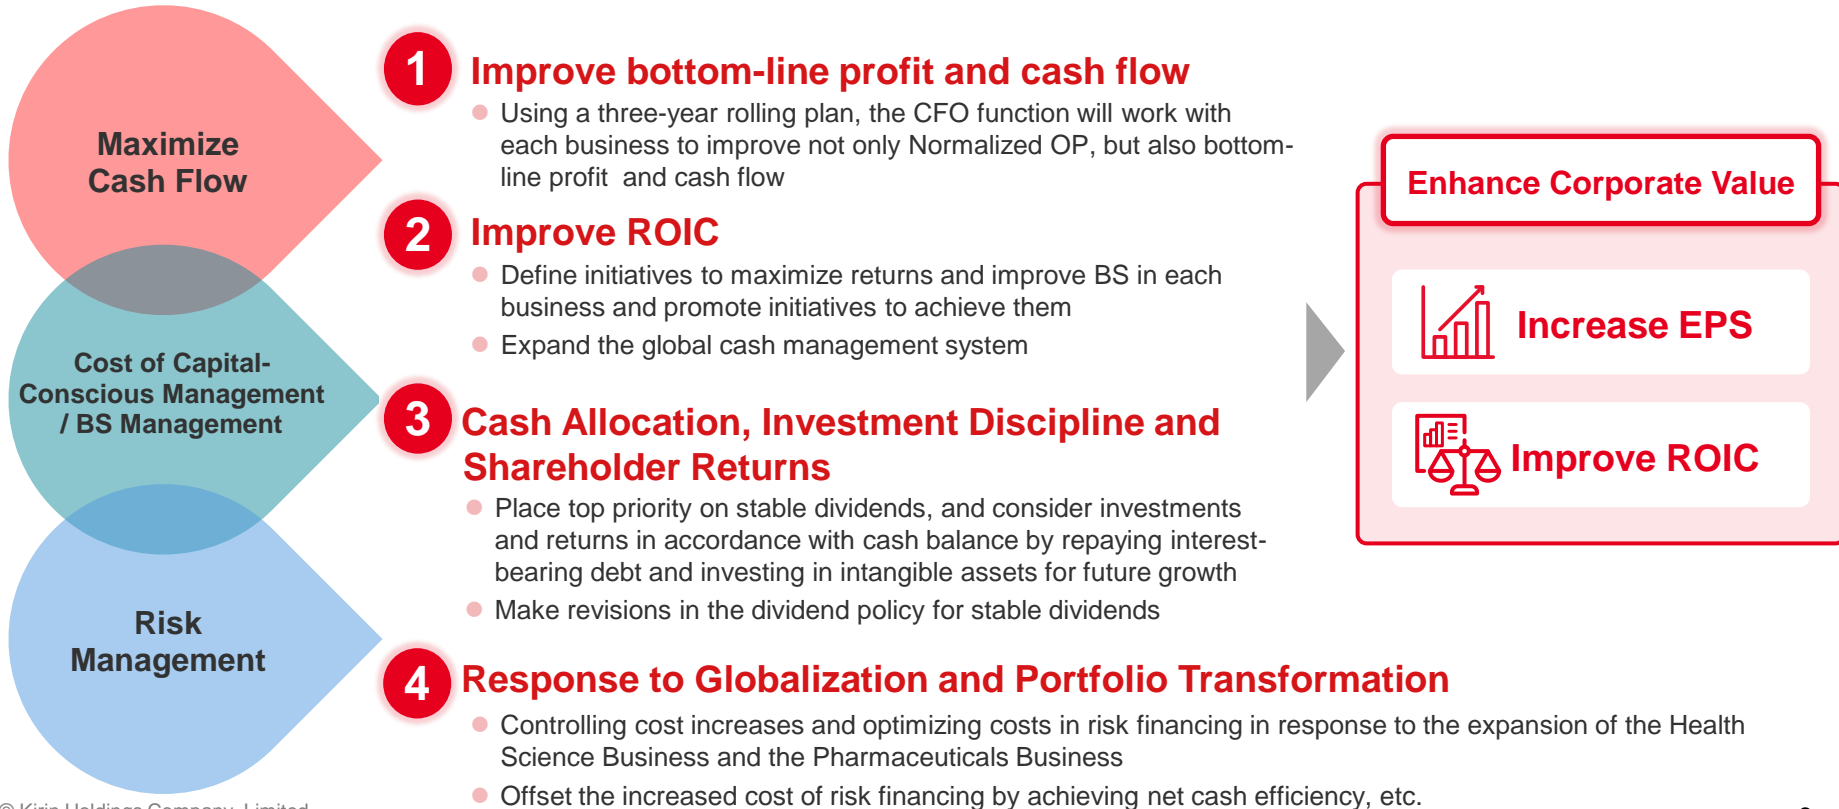 Maximize
Cash Flow
Cost of Capital-
Conscious Management
/ BS Management
Risk
Management
1 Improve bottom-line profit and cash flow
● Using a three-year rolling plan, the CFO function will work with
each business to improve not only Normalized OP, but also bottom-
line profit and cash flow
2 Improve ROIC
● Define initiatives to maximize returns and improve BS in each
business and promote initiatives to achieve them
● Expand the global cash management system
3 Cash Allocation, Investment Discipline and
Shareholder Returns
● Place top priority on stable dividends, and consider investments
and returns in accordance with cash balance by repaying interest-
bearing debt and investing in intangible assets for future growth
● Make revisions in the dividend policy for stable dividends
4 Response to Globalization and Portfolio Transformation
● Controlling cost increases and optimizing costs in risk financing in response to the expansion of the Health
Science Business and the Pharmaceuticals Business
● Offset the increased cost of risk financing by achieving net cash efficiency, etc.
Enhance Corporate Value
Increase EPS
Improve ROIC
© Kirin Holdings Company, Limited